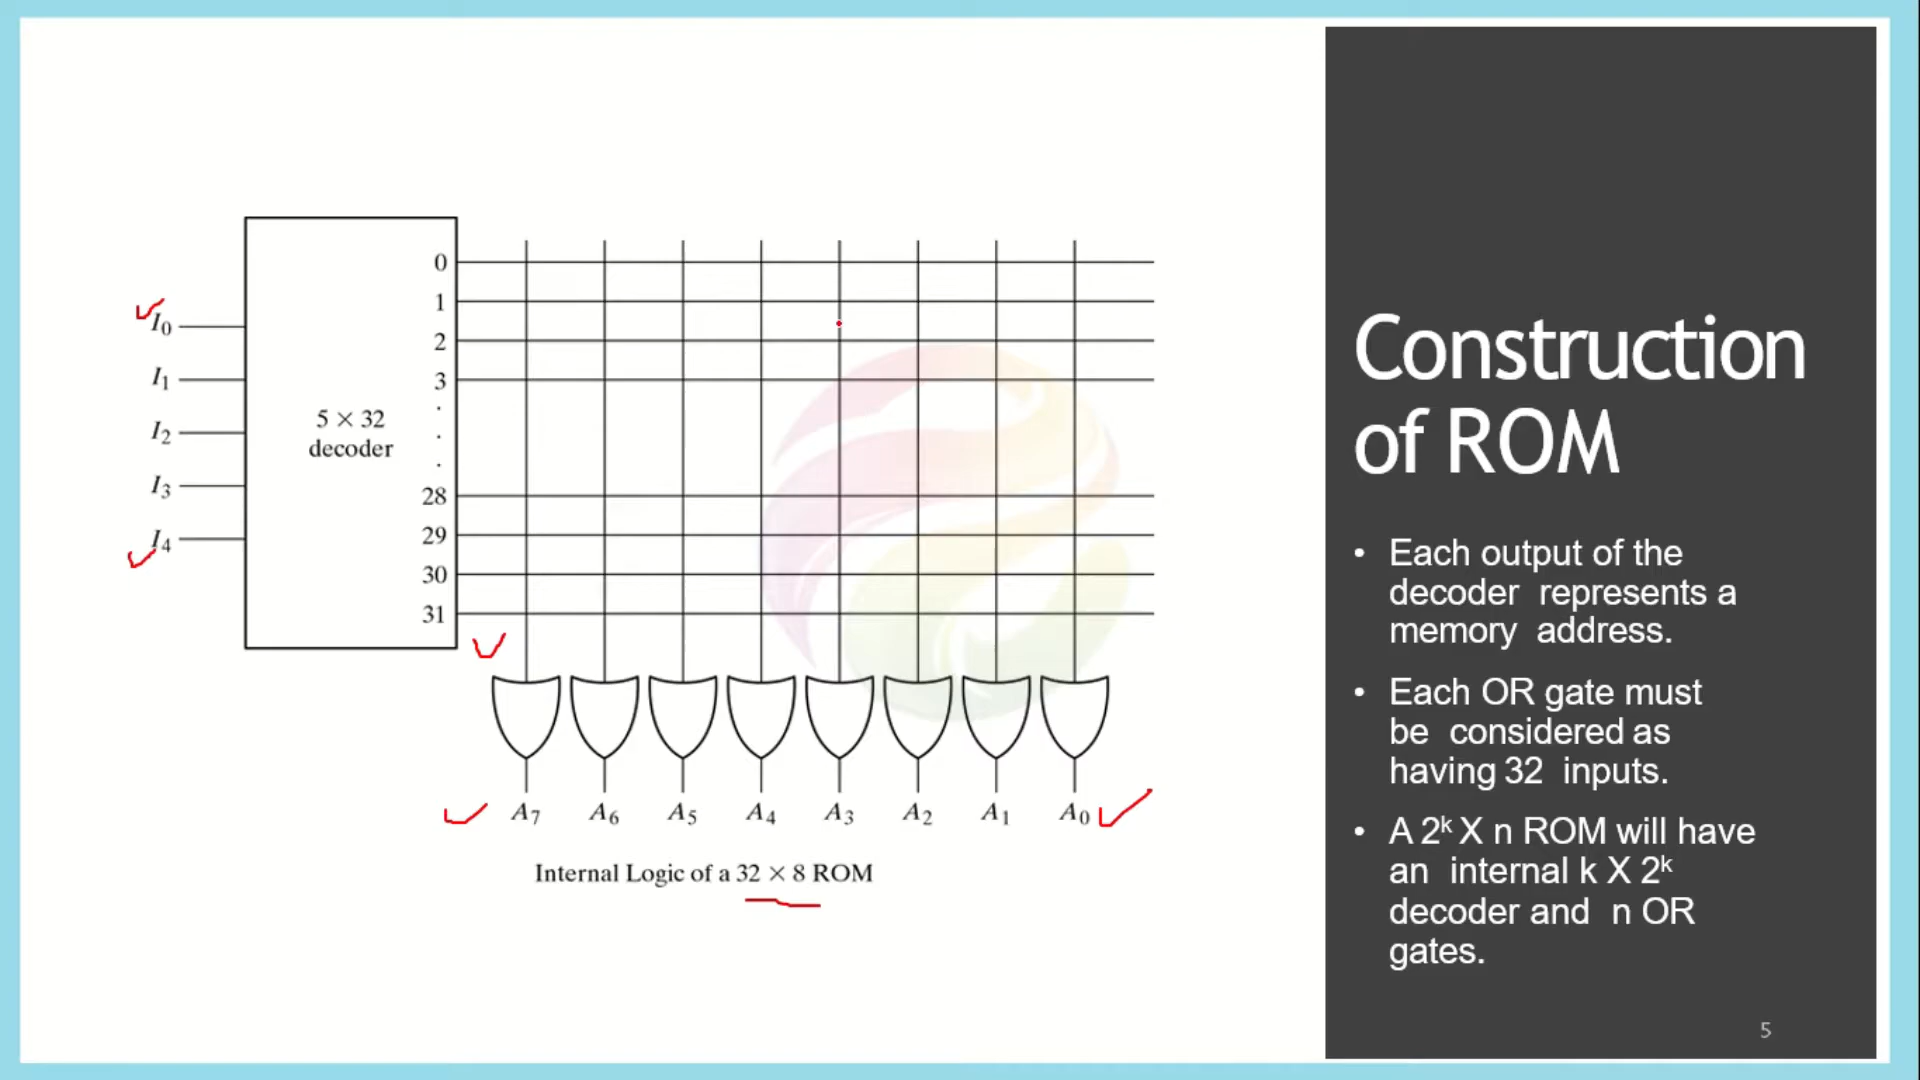 0
1
I₀
2
I₁
3
.
5 × 32
I₂
.
decoder
.
I₃
28
29
I₄
30
31
A₇ A₆ A₅ A₄ A₃ A₂ A₁ A₀
Internal Logic of a 32 × 8 ROM
Construction
of ROM
• Each output of the
decoder represents a
memory address.
• Each OR gate must
be considered as
having 32 inputs.
• A 2ᵏ X n ROM will have
an internal k X 2ᵏ
decoder and n OR
gates.
5